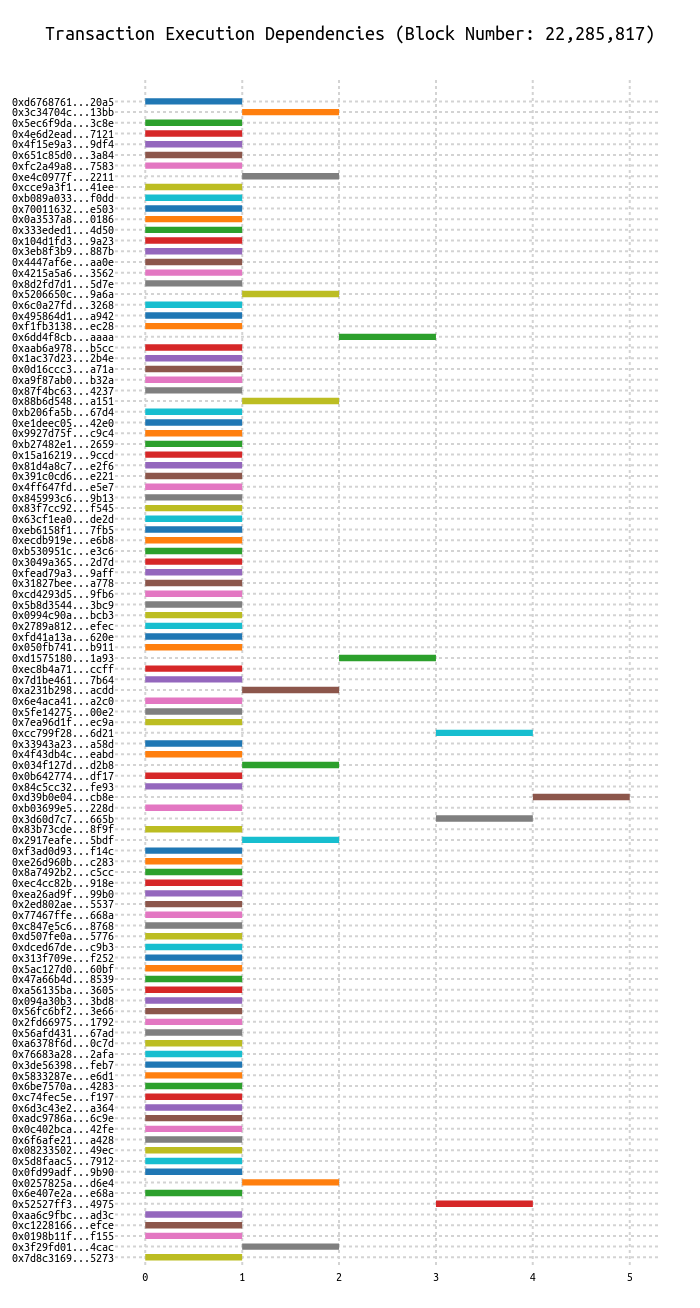 Transaction Execution Dependencies (Block Number: 22,285,817)
0xd6768761...20a5
0x3c34704c...13bb
0x5ec6f9da...3c8e
0x4e6d2ead...7121
0x4f15e9a3...9df4
0x651c85d0...3a84
0xfc2a49a8...7583
0xe4c0977f...2211
0xcce9a3f1...41ee
0xb089a033...f0dd
0x70011632...e503
0x0a3537a8...0186
0x333eded1...4d50
0x104d1fd3...9a23
0x3eb8f3b9...887b
0x4447af6e...aa0e
0x4215a5a6...3562
0x8d2fd7d1...5d7e
0x5206650c...9a6a
0x6c0a27fd...3268
0x495864d1...a942
0xf1fb3138...ec28
0x6dd4f8cb...aaaa
0xaab6a978...b5cc
0x1ac37d23...2b4e
0x0d16ccc3...a71a
0xa9f87ab0...b32a
0x87f4bc63...4237
0x88b6d548...a151
0xb206fa5b...67d4
0xe1deec05...42e0
0x9927d75f...c9c4
0xb27482e1...2659
0x15a16219...9ccd
0x81d4a8c7...e2f6
0x391c0cd6...e221
0x4ff647fd...e5e7
0x845993c6...9b13
0x83f7cc92...f545
0x63cf1ea0...de2d
0xeb6158f1...7fb5
0xecdb919e...e6b8
0xb530951c...e3c6
0x3049a365...2d7d
0xfead79a3...9aff
0x31827bee...a778
0xcd4293d5...9fb6
0x5b8d3544...3bc9
0x0994c90a...bcb3
0x2789a812...efec
0xfd41a13a...620e
0x050fb741...b911
0xd1575180...1a93
0xec8b4a71...ccff
0x7d1be461...7b64
0xa231b298...acdd
0x6e4aca41...a2c0
0x5fe14275...00e2
0x7ea96d1f...ec9a
0xcc799f28...6d21
0x33943a23...a58d
0x4f43db4c...eabd
0x034f127d...d2b8
0x0b642774...df17
0x84c5cc32...fe93
0xd39b0e04...cb8e
0xb03699e5...228d
0x3d60d7c7...665b
0x83b73cde...8f9f
0x2917eafe...5bdf
0xf3ad0d93...f14c
0xe26d960b...c283
0x8a7492b2...c5cc
0xec4cc82b...918e
0xea26ad9f...99b0
0x2ed802ae...5537
0x77467ffe...668a
0xc847e5c6...8768
0xd507fe0a...5776
0xdced67de...c9b3
0x313f709e...f252
0x5ac127d0...60bf
0x47a66b4d...8539
0xa56135ba...3605
0x094a30b3...3bd8
0x56fc6bf2...3e66
0x2fd66975...1792
0x56afd431...67ad
0xa6378f6d...0c7d
0x76683a28...2afa
0x3de56398...feb7
0x5833287e...e6d1
0x6be7570a...4283
0xc74fec5e...f197
0x6d3c43e2...a364
0xadc9786a...6c9e
0x0c402bca...42fe
0x6f6afe21...a428
0x08233502...49ec
0x5d8faac5...7912
0x0fd99adf...9b90
0x0257825a...d6e4
0x6e407e2a...e68a
0x52527ff3...4975
0xaa6c9fbc...ad3c
0xc1228166...efce
0x0198b11f...f155
0x3f29fd01...4cac
0x7d8c3169...5273
0 1 2 3 4 5